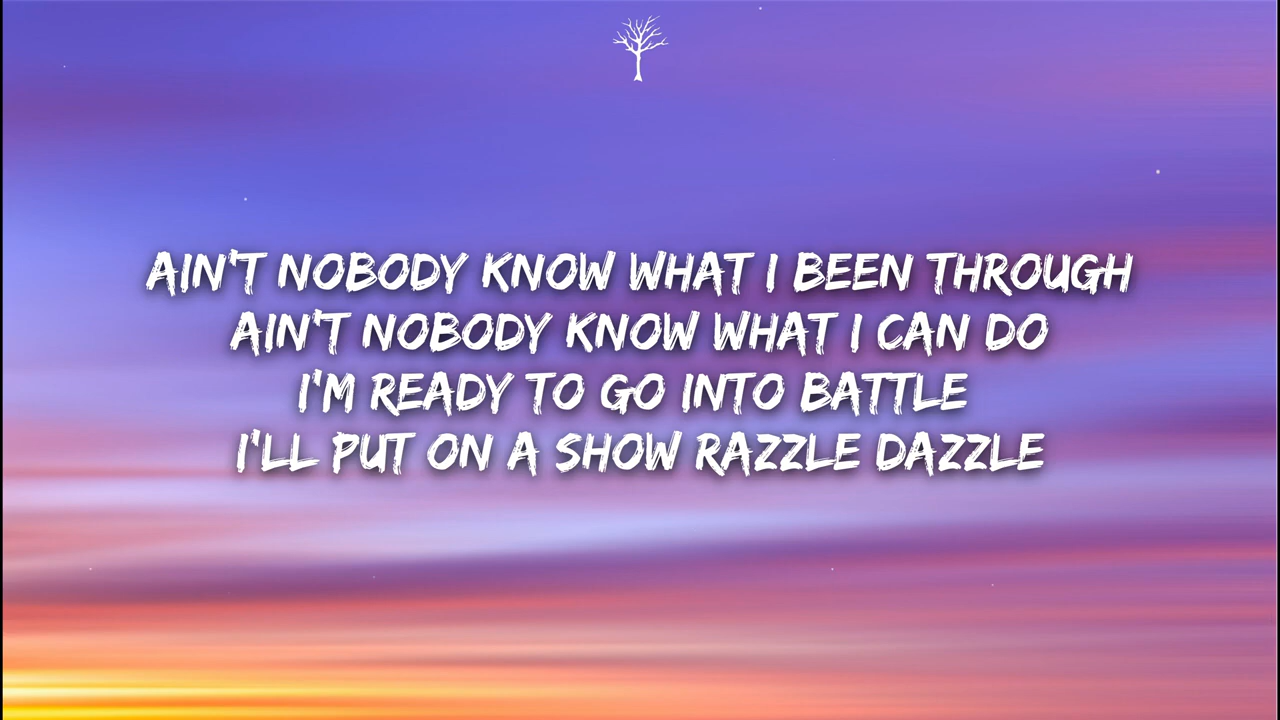 AIN'T NOBODY KNOW WHAT I BEEN THROUGH
AIN'T NOBODY KNOW WHAT I CAN DO
I'M READY TO GO INTO BATTLE
I'LL PUT ON A SHOW RAZZLE DAZZLE